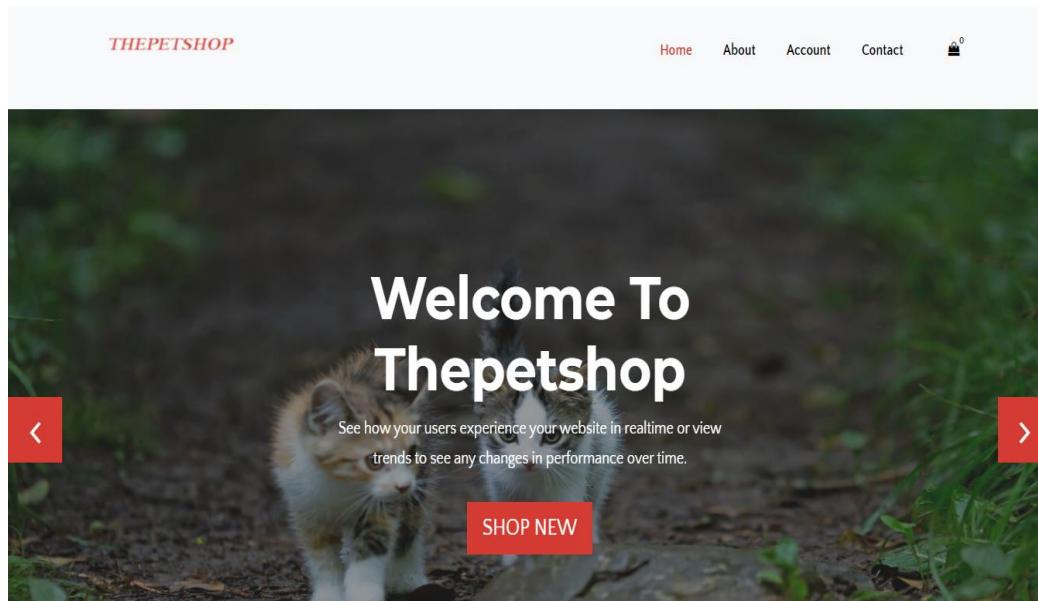 THEPETSHOP
Home About Account Contact 0
Welcome To
Thepetshop
See how your users experience your website in realtime or view
trends to see any changes in performance over time.
SHOP NEW